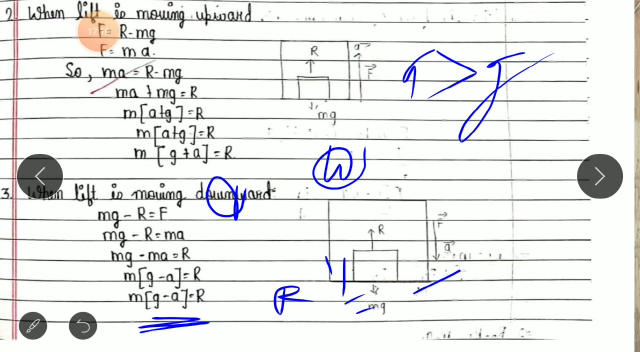 2. When lift is moving upward
F = R - mg
F = ma.
So, ma = R - mg
ma + mg = R
m[a+g] = R
m[a+g] = R
m [g+a] = R
R
a
F
mg
W
3. When lift is moving downward
mg - R = F
mg - R = ma
mg - ma = R
m[g-a] = R
m[g-a] = R
R
F
a
mg
R